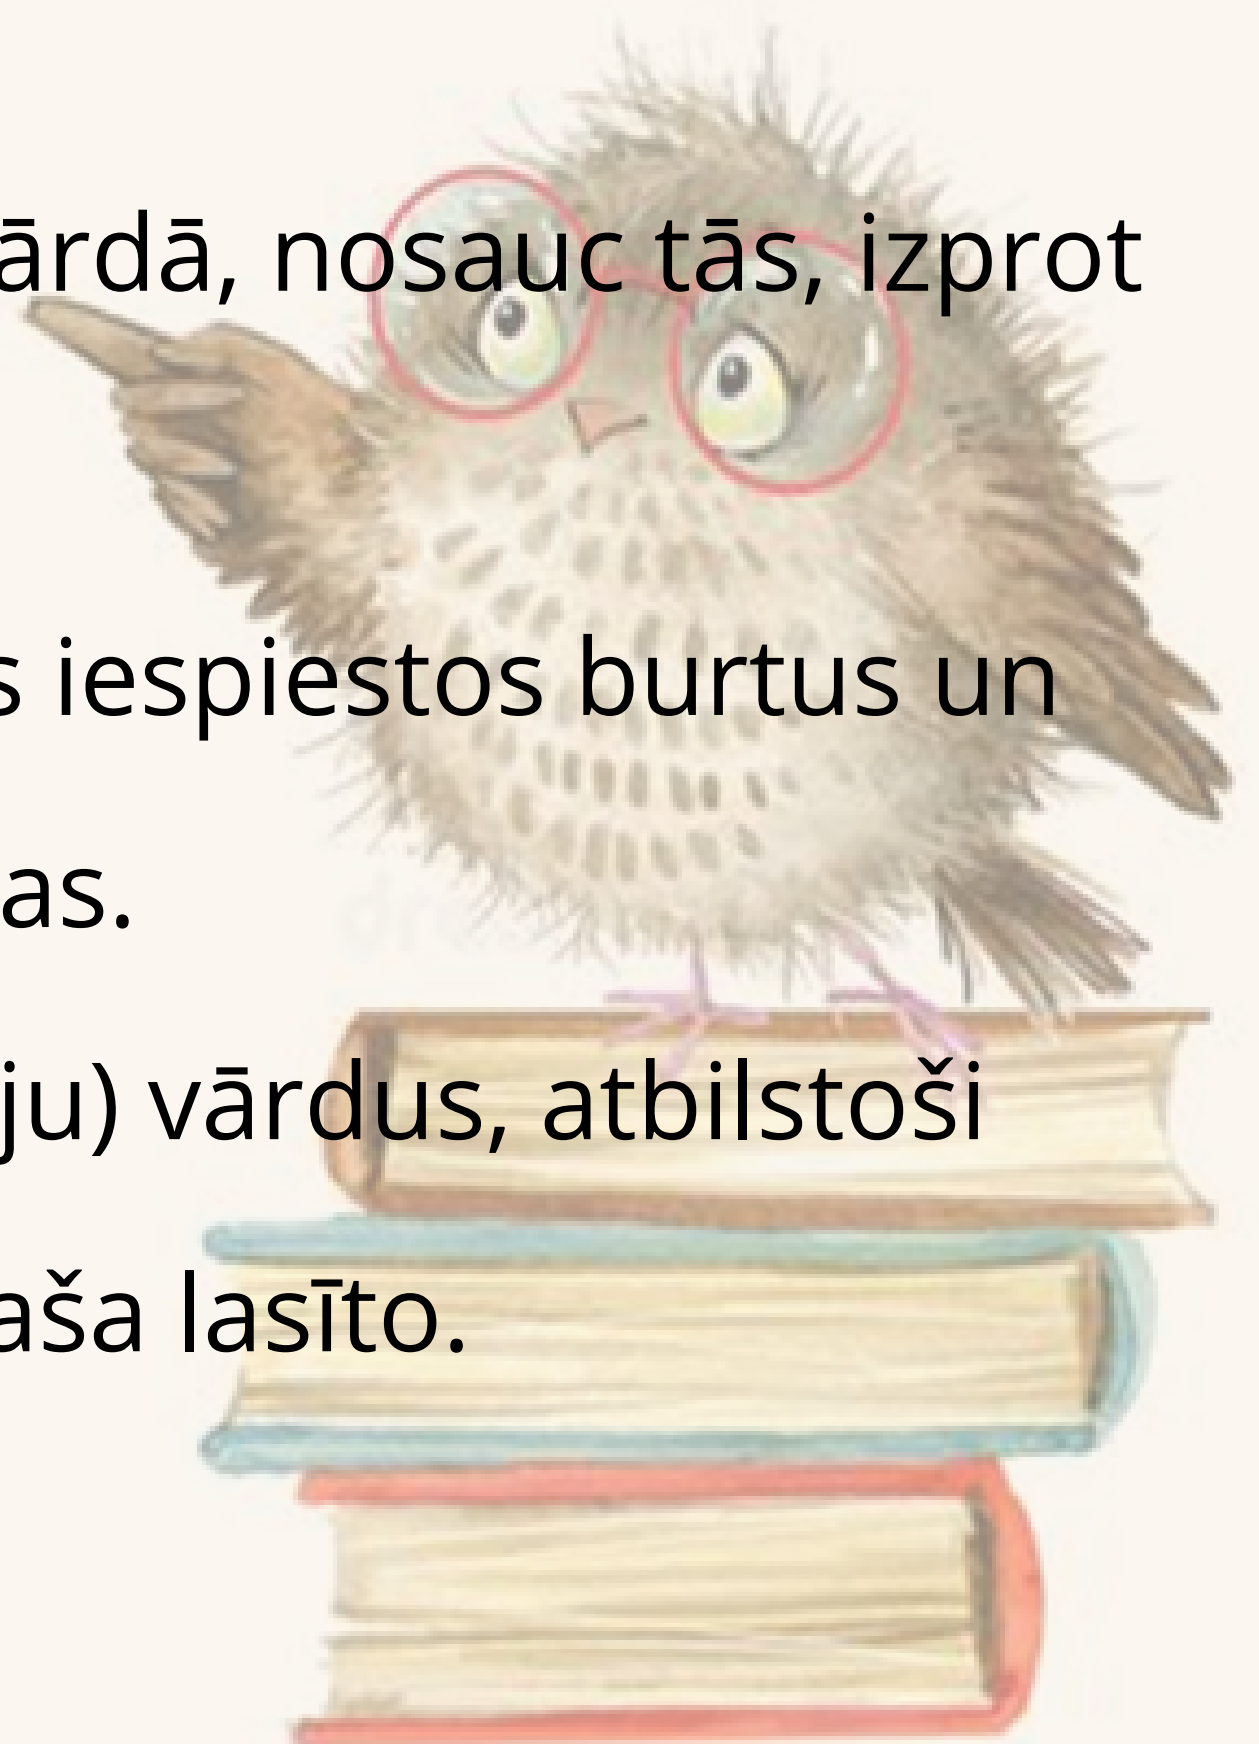 ārdā, nosauc tās, izprot
s iespiestos burtus un
as.
ju) vārdus, atbilstoši
aša lasīto.